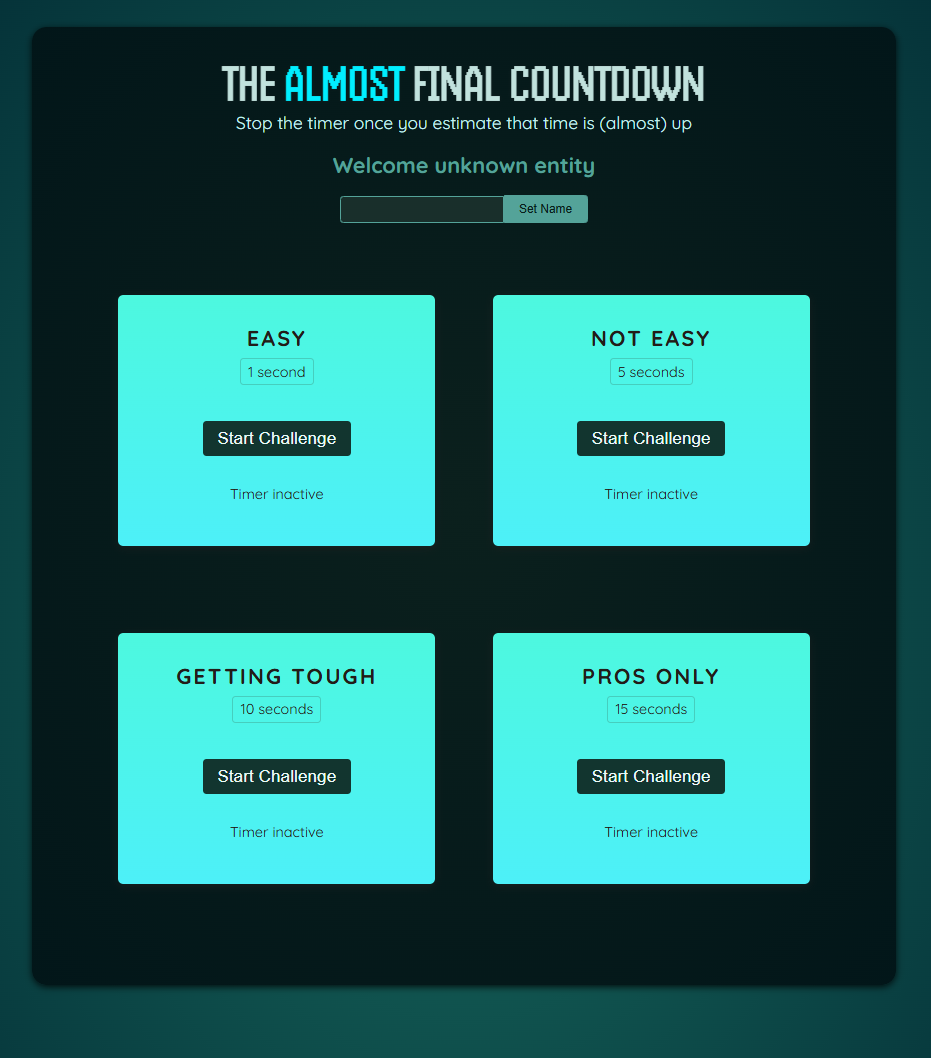 THE ALMOST FINAL COUNTDOWN
Stop the timer once you estimate that time is (almost) up
Welcome unknown entity
Set Name
EASY
1 second
Start Challenge
Timer inactive
NOT EASY
5 seconds
Start Challenge
Timer inactive
GETTING TOUGH
10 seconds
Start Challenge
Timer inactive
PROS ONLY
15 seconds
Start Challenge
Timer inactive